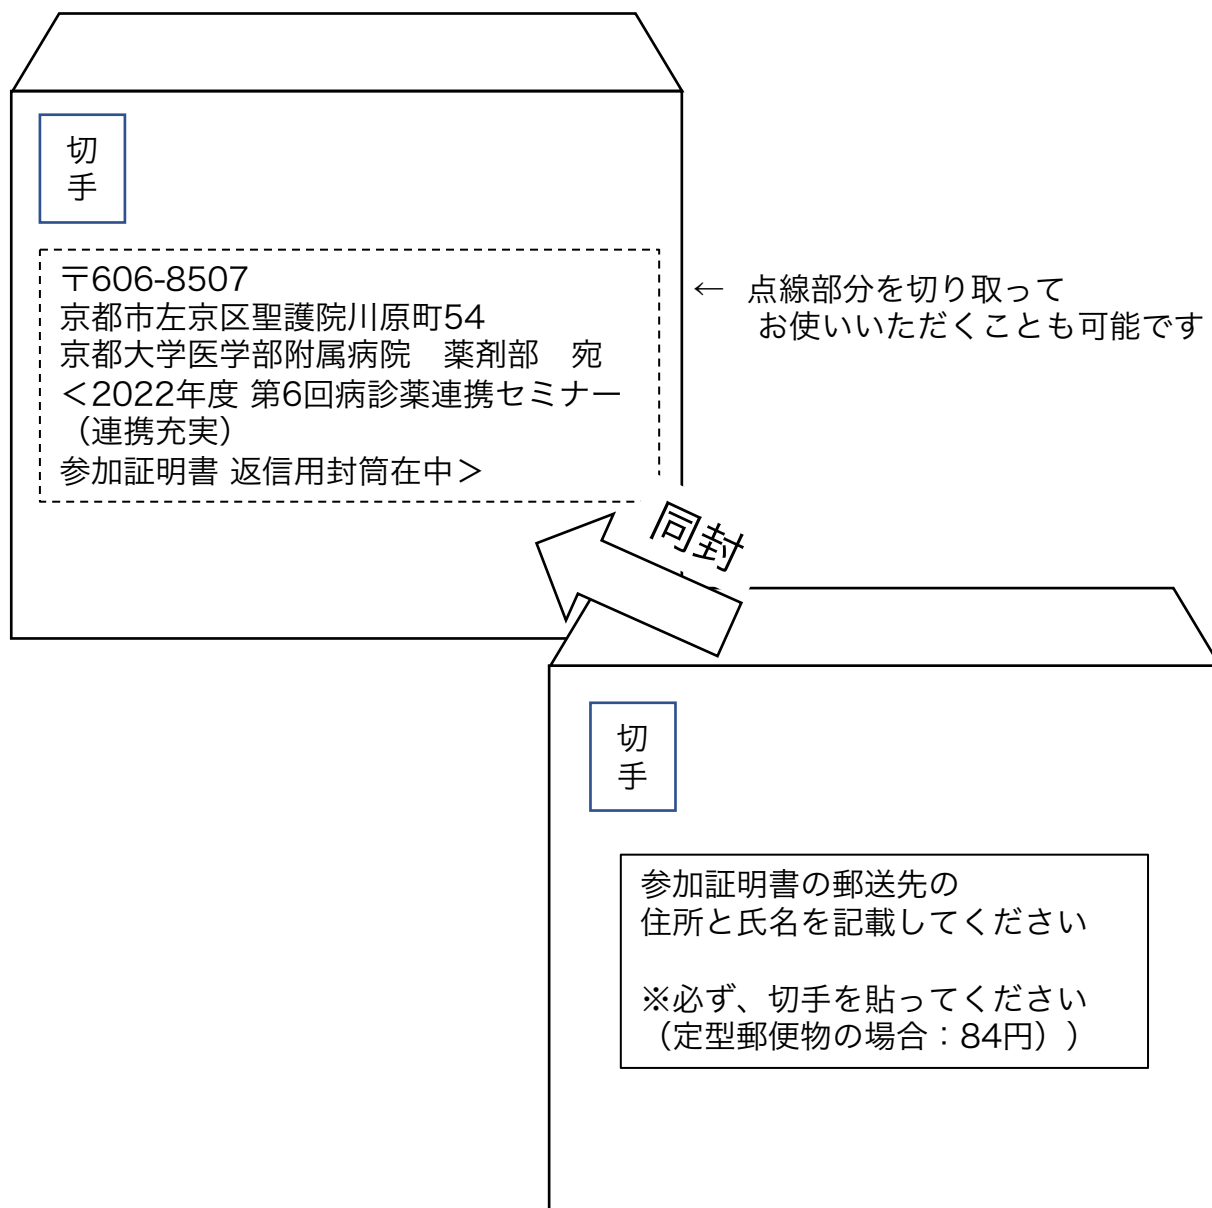 切
手
〒606-8507
京都市左京区聖護院川原町54
京都大学医学部附属病院　薬剤部　宛
＜2022年度 第6回病診薬連携セミナー
（連携充実）
参加証明書 返信用封筒在中＞
← 点線部分を切り取って
お使いいただくことも可能です
同封
切
手
参加証明書の郵送先の
住所と氏名を記載してください
※必ず、切手を貼ってください
（定型郵便物の場合：84円））